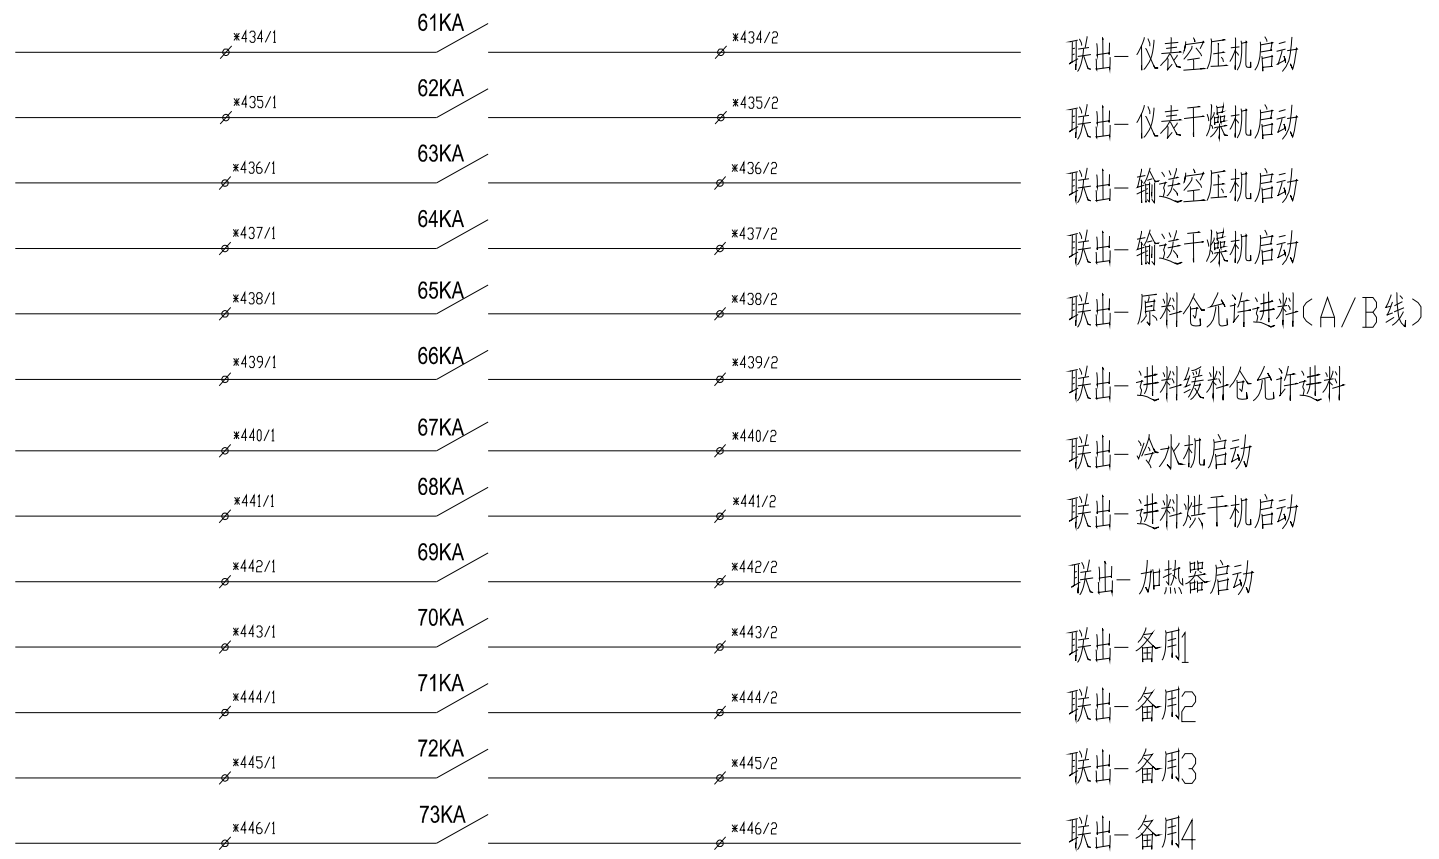 61KA
*434/1 *434/2 联出-仪表空压机启动
62KA
*435/1 *435/2 联出-仪表干燥机启动
63KA
*436/1 *436/2 联出-输送空压机启动
64KA
*437/1 *437/2 联出-输送干燥机启动
65KA
*438/1 *438/2 联出-原料仓允许进料(A/B线)
66KA
*439/1 *439/2 联出-进料缓料仓允许进料
67KA
*440/1 *440/2 联出-冷水机启动
68KA
*441/1 *441/2 联出-进料烘干机启动
69KA
*442/1 *442/2 联出-加热器启动
70KA
*443/1 *443/2 联出-备用1
71KA
*444/1 *444/2 联出-备用2
72KA
*445/1 *445/2 联出-备用3
73KA
*446/1 *446/2 联出-备用4